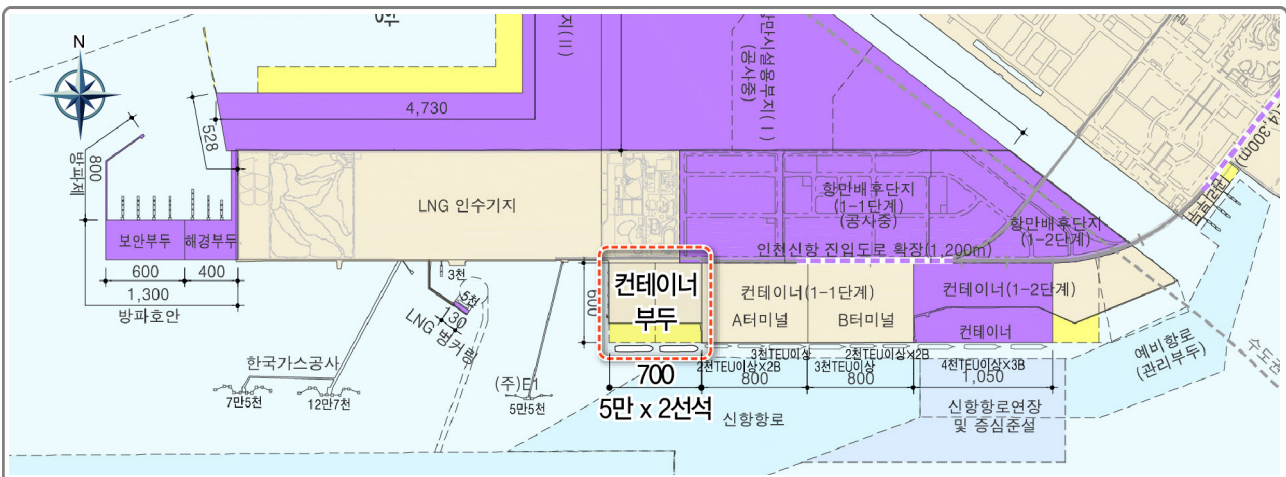 N
지(II)
만시설용부지(I)
(공사중)
4,730
528
방파제
800
(4,300m)
관리부두
LNG 인수기지
항만배후단지
(1-1단계)
(공사중)
항만배후단지
(1-2단계)
인천신항 진입도로 확장(1,200m)
보안부두
해경부두
600
400
1,300
방파호안
3천
5천
130
LNG 벙커링
600
컨테이너
부두
컨테이너(1-1단계)
A터미널
B터미널
컨테이너(1-2단계)
컨테이너
3천TEU이상
2천TEU이상x2B
2천TEU이상x2B
3천TEU이상
4천TEU이상x3B
700
800
800
1,050
5만 x 2선석
한국가스공사
7만5천
12만7천
(주)E1
5만5천
신항항로
신항항로연장
및 증심준설
예비항로
(관리부두)
수도권